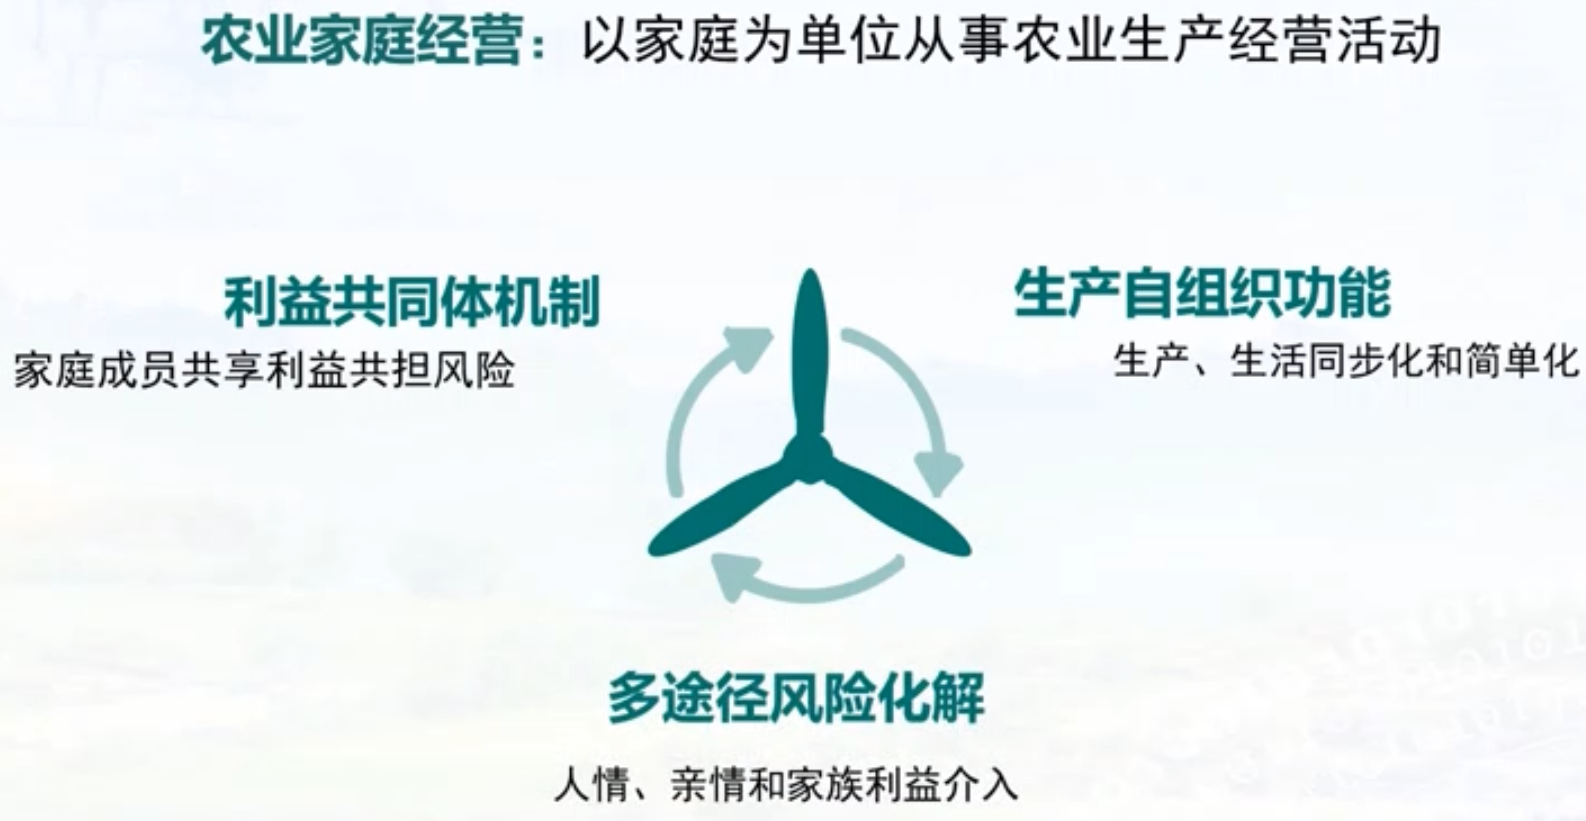 农业家庭经营：以家庭为单位从事农业生产经营活动
利益共同体机制
家庭成员共享利益共担风险
生产自组织功能
生产、生活同步化和简单化
多途径风险化解
人情、亲情和家族利益介入